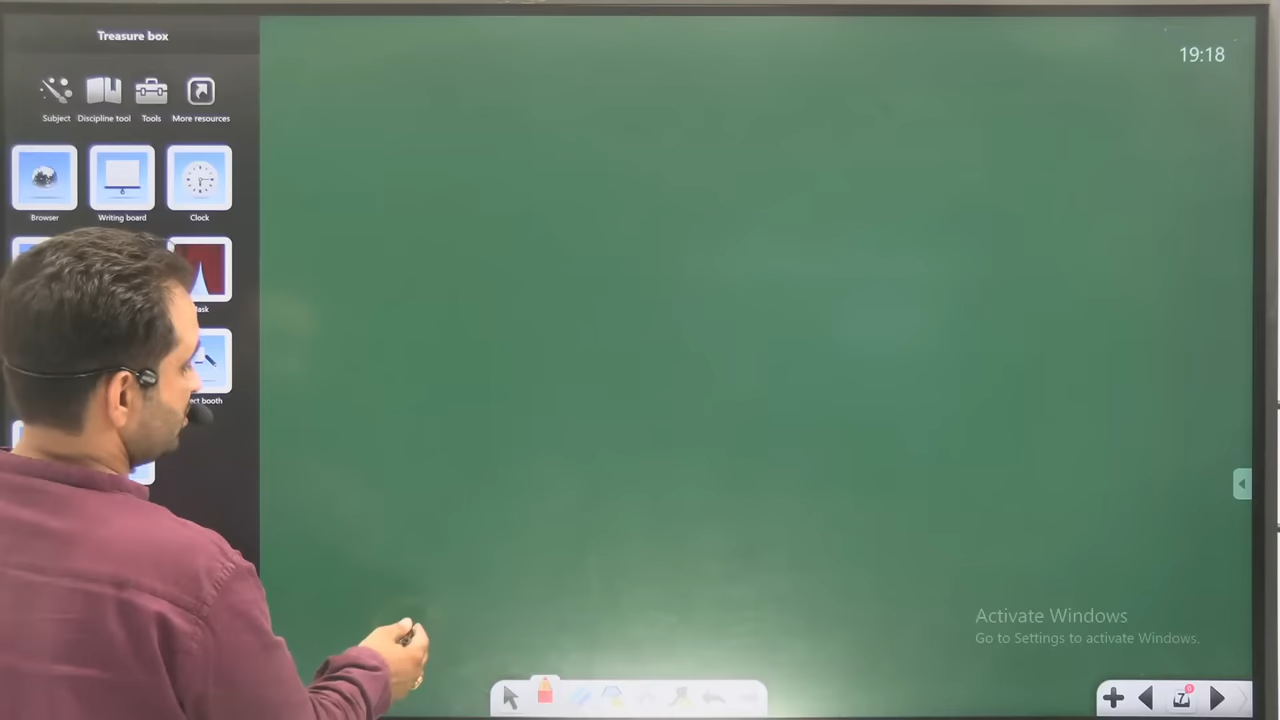 Treasure box
19:18
Subject Discipline tool Tools More resources
Browser Writing board Clock
Activate Windows
Go to Settings to activate Windows.
7